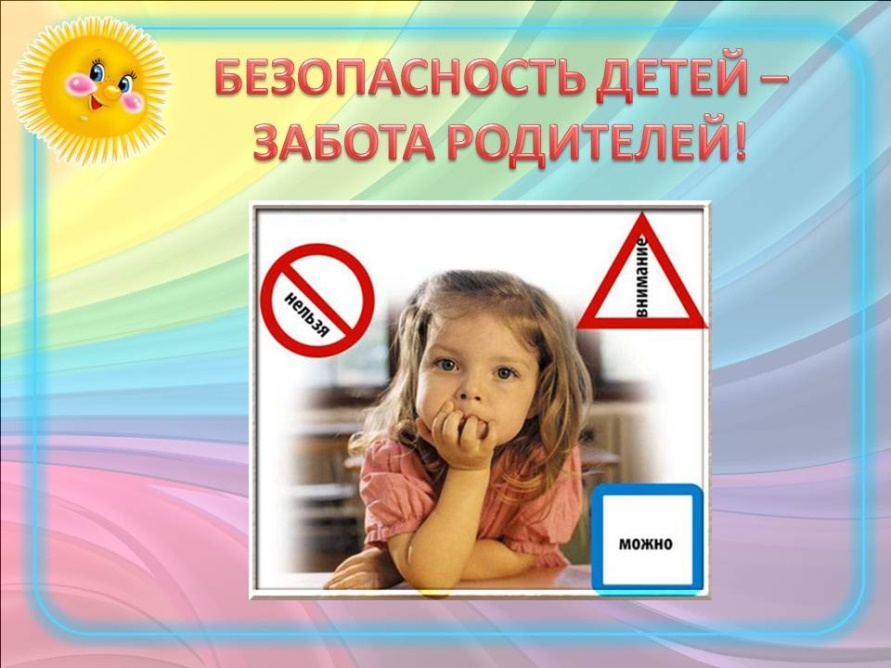 БЕЗОПАСНОСТЬ ДЕТЕЙ –
ЗАБОТА РОДИТЕЛЕЙ!
нельзя
внимание
можно